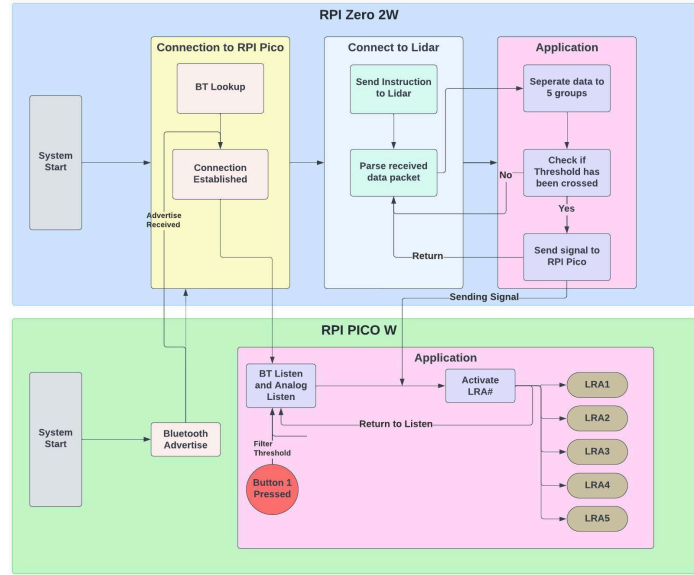 RPI Zero 2W
Connection to RPI Pico
Connect to Lidar
Application
System
Start
BT Lookup
Connection
Established
Advertise
Received
Send Instruction
to Lidar
Parse received
data packet
Seperate data to
5 groups
Check if
Threshold has
been crossed
No
Yes
Send signal to
RPI Pico
Return
Sending Signal
RPI PICO W
Application
System
Start
Bluetooth
Advertise
BT Listen
and Analog
Listen
Activate
LRA#
Return to Listen
Filter
Threshold
Button 1
Pressed
LRA1
LRA2
LRA3
LRA4
LRA5